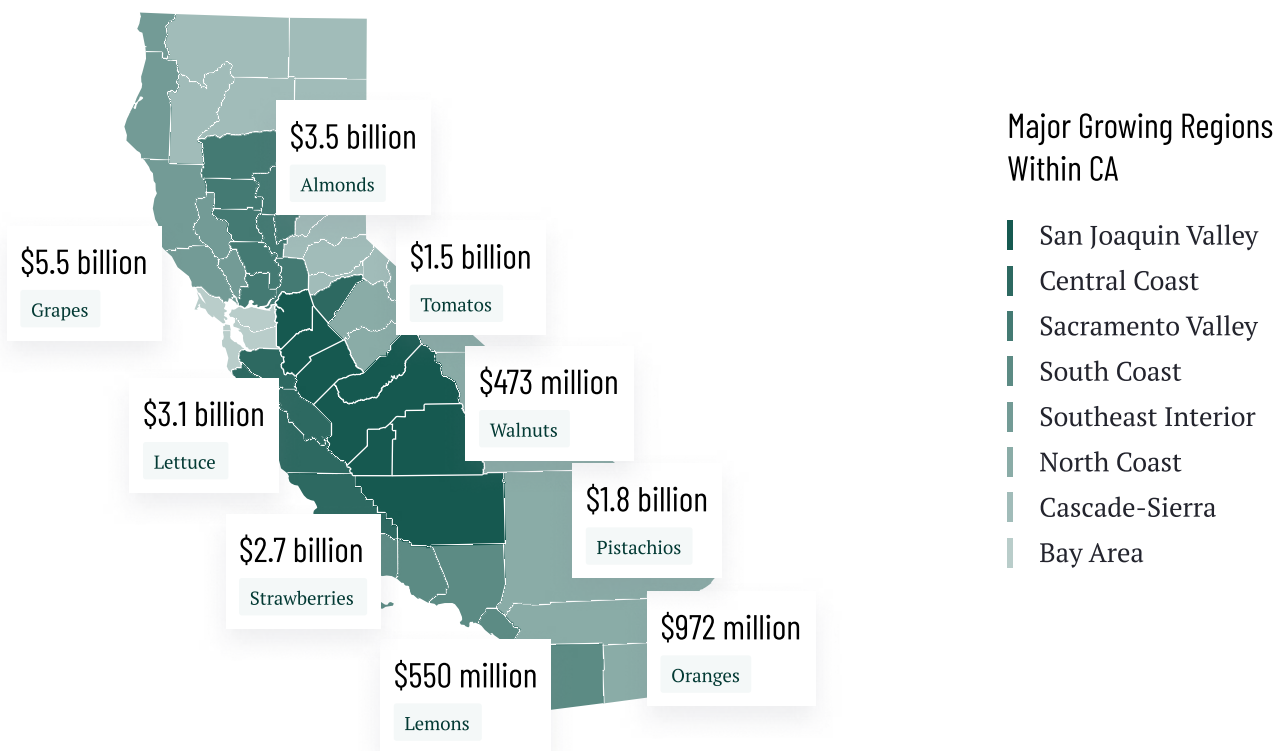 $3.5 billion
Almonds
$5.5 billion
Grapes
$1.5 billion
Tomatos
$473 million
Walnuts
$3.1 billion
Lettuce
$1.8 billion
Pistachios
$2.7 billion
Strawberries
$972 million
Oranges
$550 million
Lemons
Major Growing Regions
Within CA
San Joaquin Valley
Central Coast
Sacramento Valley
South Coast
Southeast Interior
North Coast
Cascade-Sierra
Bay Area